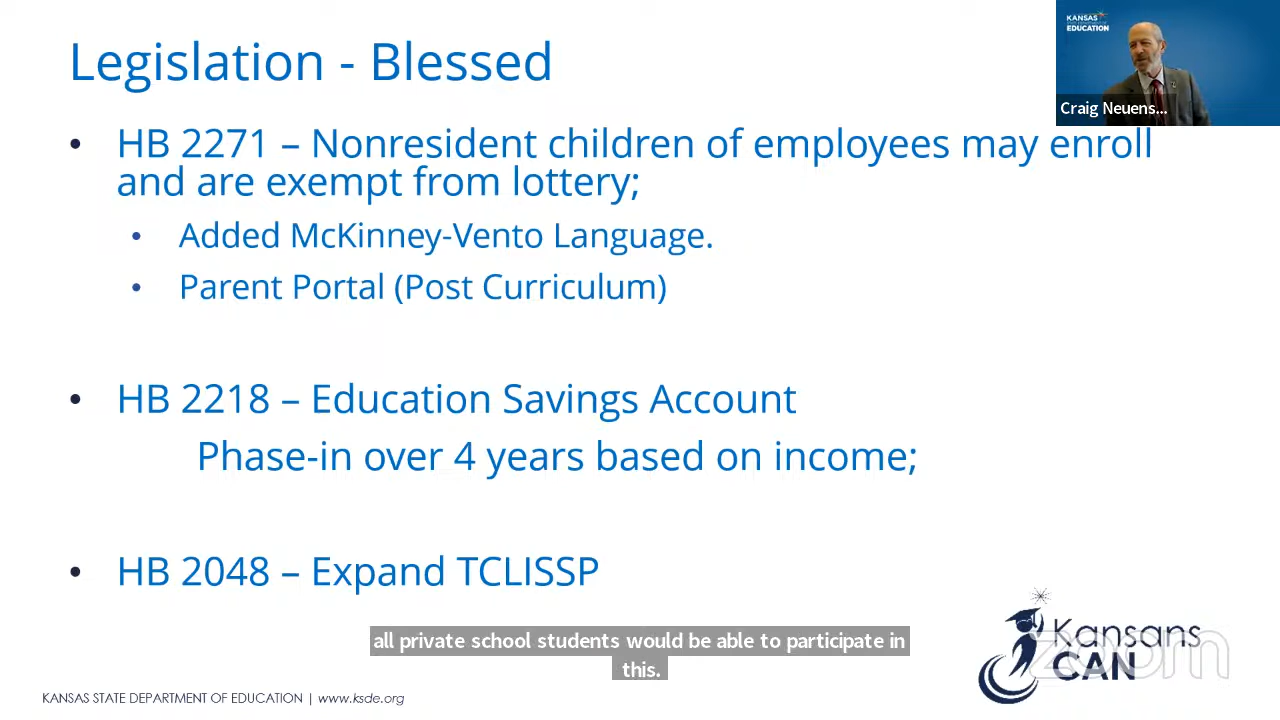 Legislation - Blessed
KANSAS
EDUCATION
Craig Neuens...
• HB 2271 – Nonresident children of employees may enroll
and are exempt from lottery;
• Added McKinney-Vento Language.
• Parent Portal (Post Curriculum)
• HB 2218 – Education Savings Account
Phase-in over 4 years based on income;
• HB 2048 – Expand TCLISSP
all private school students would be able to participate in
this.
Kansans
CAN
zoom
KANSAS STATE DEPARTMENT OF EDUCATION | www.ksde.org